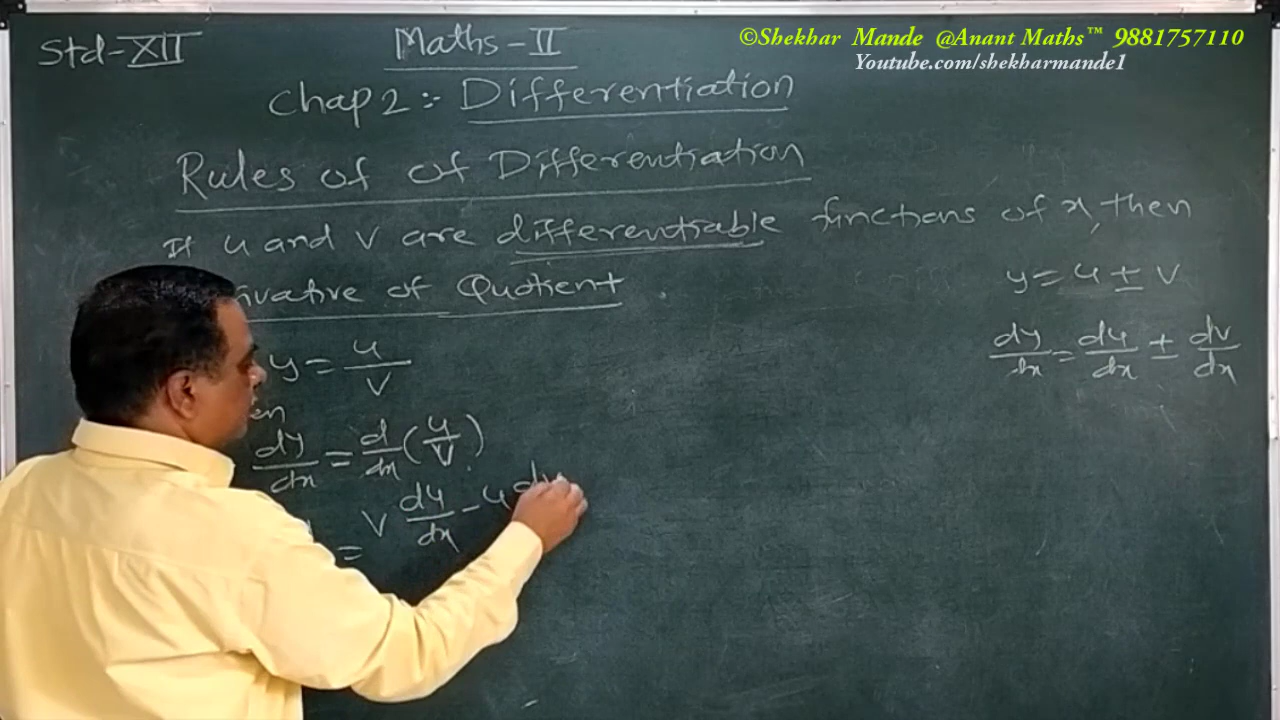 ©Shekhar Mande @Anant Maths™ 9881757110
Youtube.com/shekharmande1
Std-XII
Maths-II
Chap 2:- Differentiation
Rules of of Differentiation
If u and v are differentiable functions of x, then
of Quotient
y = u/v
dy/dx = d/dx (u/v)
= v du/dx - u
y = u ± v
dy/dx = du/dx ± dv/dx